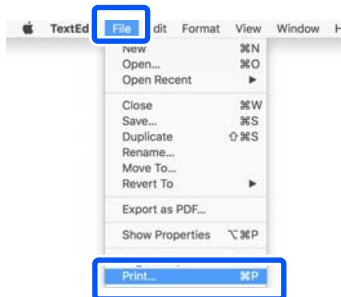 TextEd File dit Format View Window H
New ⌘N
Open... ⌘O
Open Recent ▶
Close ⌘W
Save... ⌘S
Duplicate ⇧⌘S
Rename...
Move To...
Revert To ▶
Export as PDF...
Show Properties ⌥⌘P
Print... ⌘P